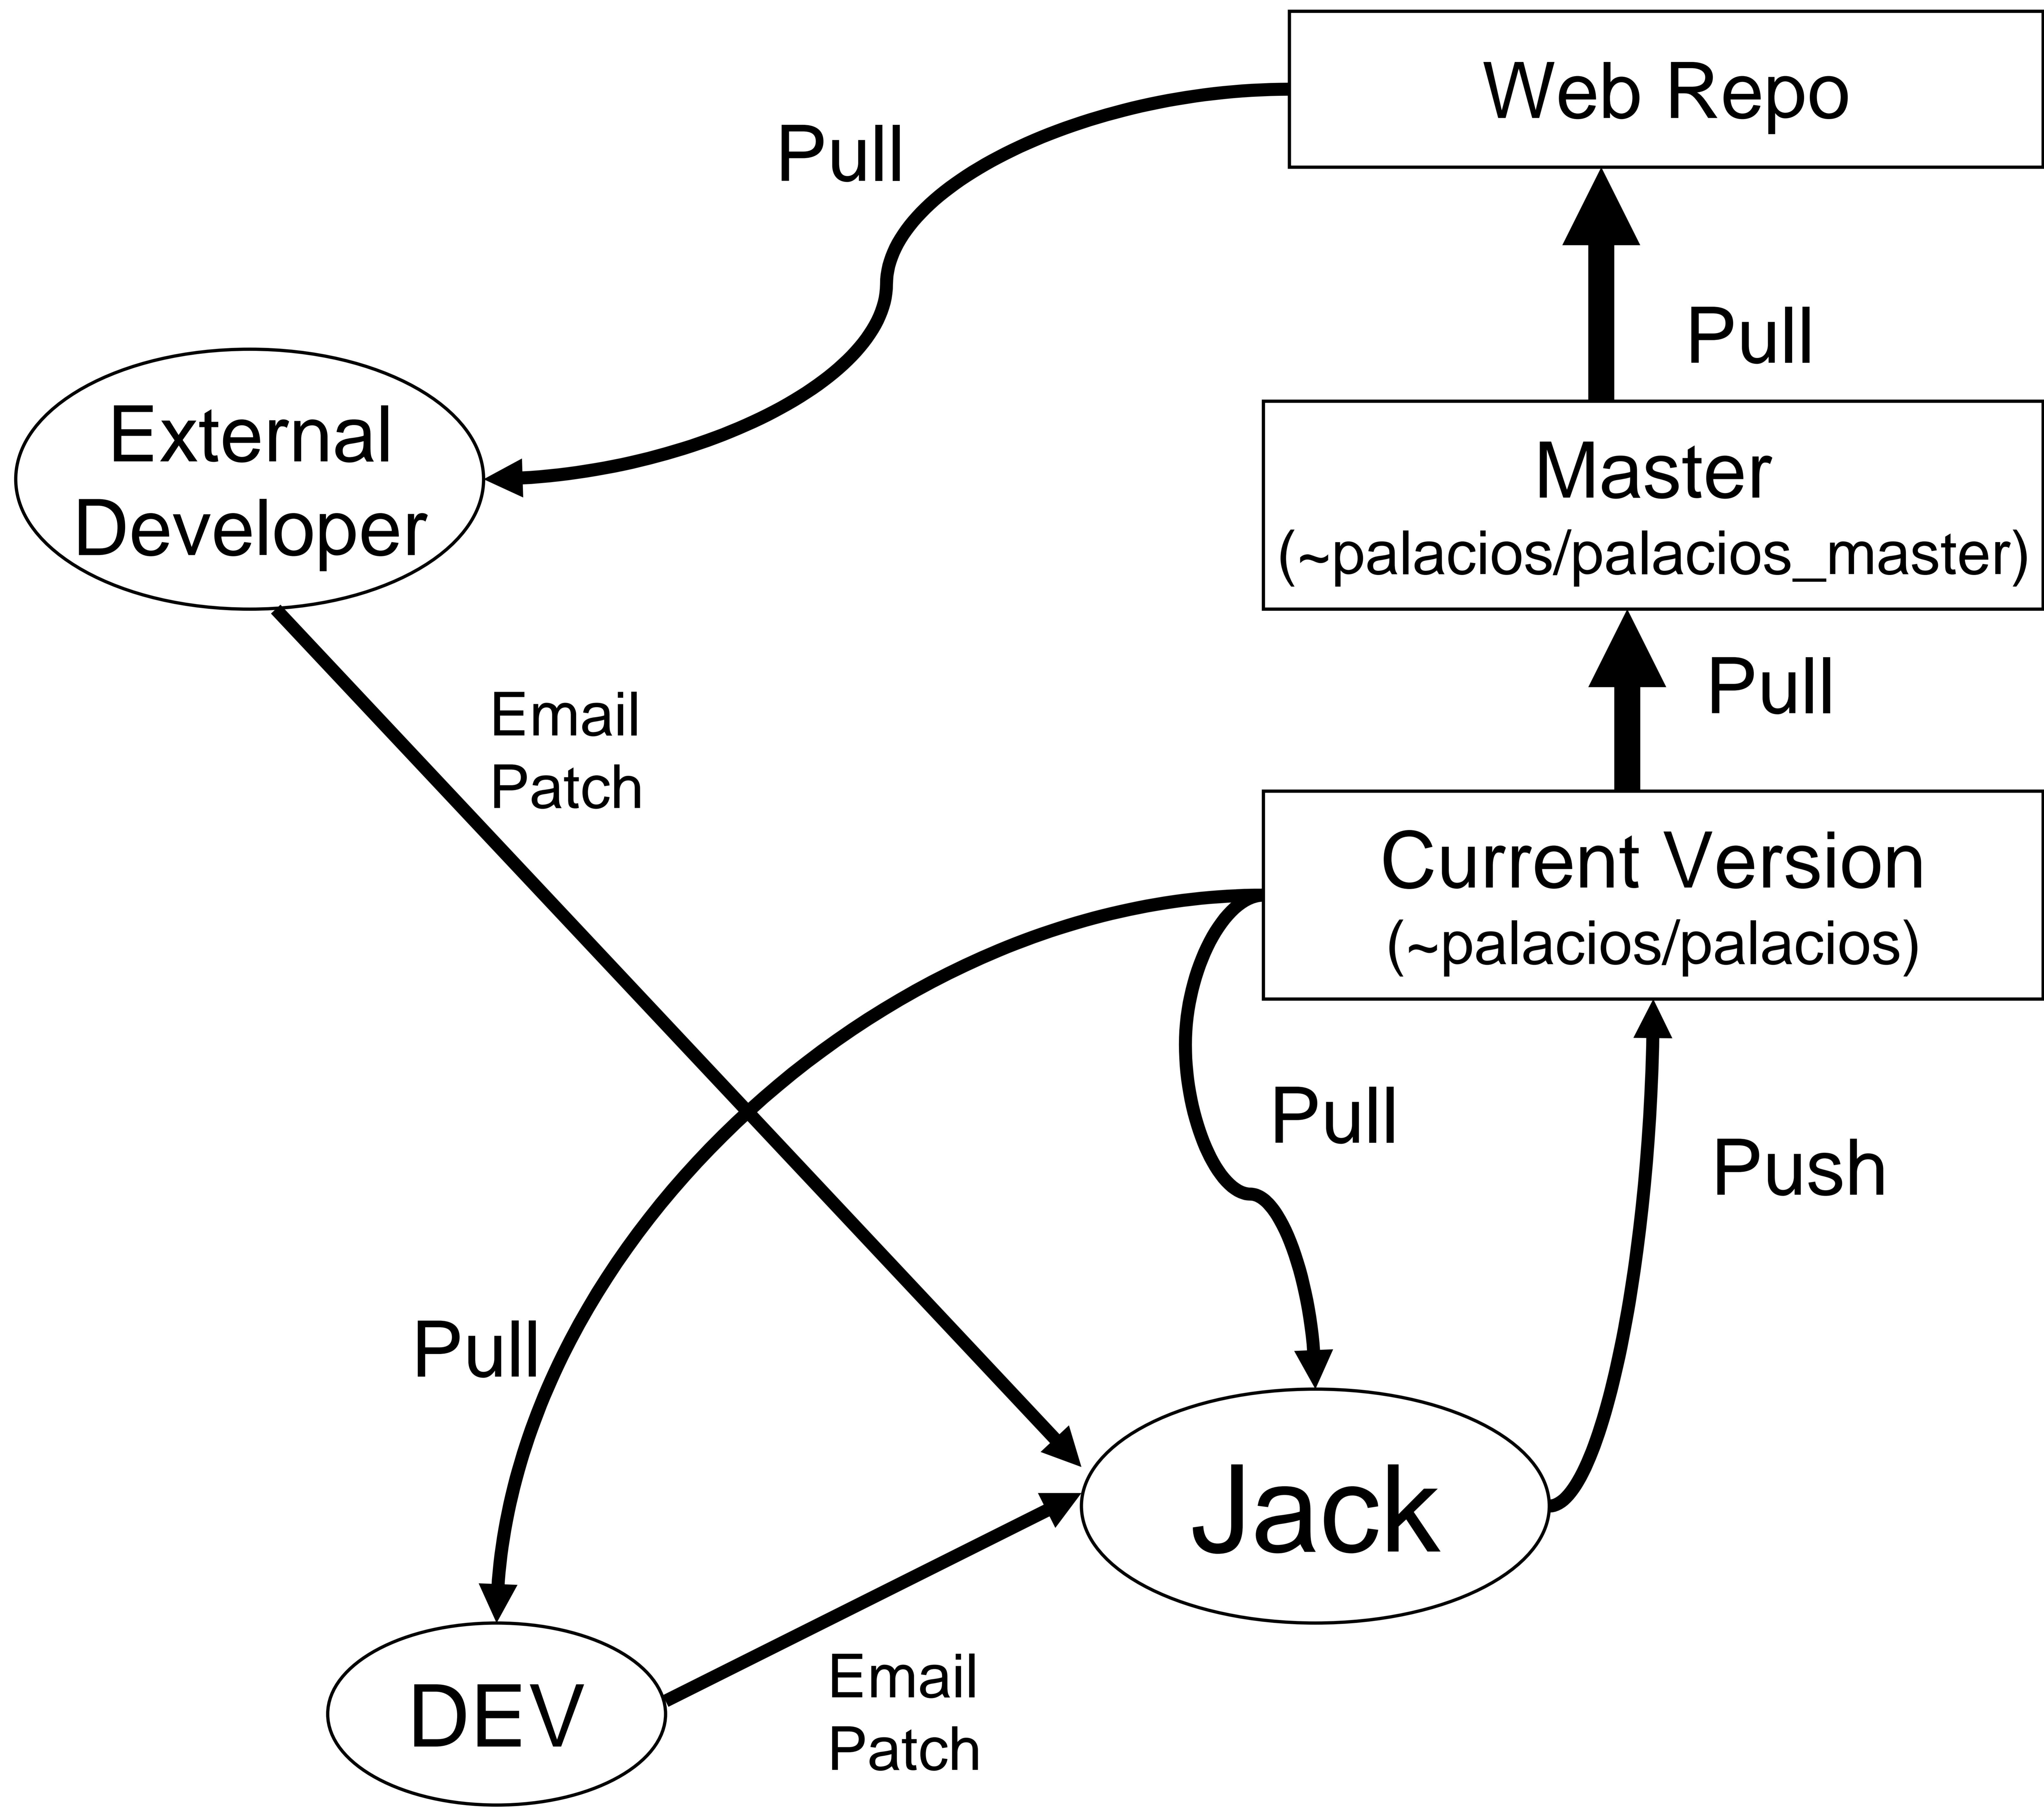 Web Repo
Pull
Pull
External
Developer
Master
(~palacios/palacios_master)
Pull
Email
Patch
Current Version
(~palacios/palacios)
Pull
Push
Pull
Jack
Email
Patch
DEV